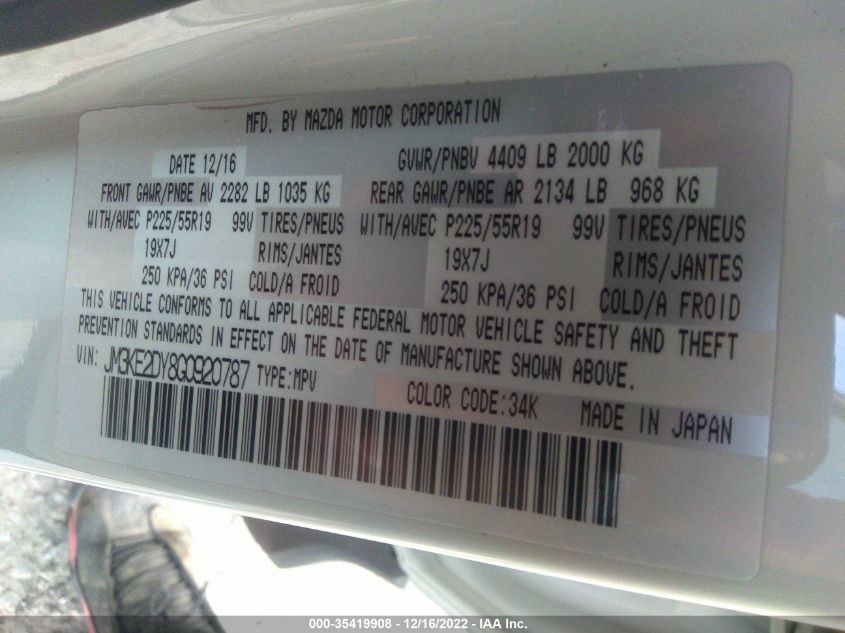 MFD. BY MAZDA MOTOR CORPORATION
DATE 12/16 GVWR/PNBV 4409 LB 2000 KG
FRONT GAWR/PNBE AV 2282 LB 1035 KG REAR GAWR/PNBE AR 2134 LB 968 KG
WITH/AVEC P225/55R19 99V TIRES/PNEUS WITH/AVEC P225/55R19 99V TIRES/PNEUS
19X7J RIMS/JANTES 19X7J RIMS/JANTES
250 KPA/36 PSI COLD/A FROID 250 KPA/36 PSI COLD/A FROID
THIS VEHICLE CONFORMS TO ALL APPLICABLE FEDERAL MOTOR VEHICLE SAFETY AND THEFT
PREVENTION STANDARDS IN EFFECT ON THE DATE OF MANUFACTURE SHOWN ABOVE.
VIN: JM3KE2DY8G0920787 TYPE:MPV COLOR CODE:34K MADE IN JAPAN
000-35419908 - 12/16/2022 - IAA Inc.